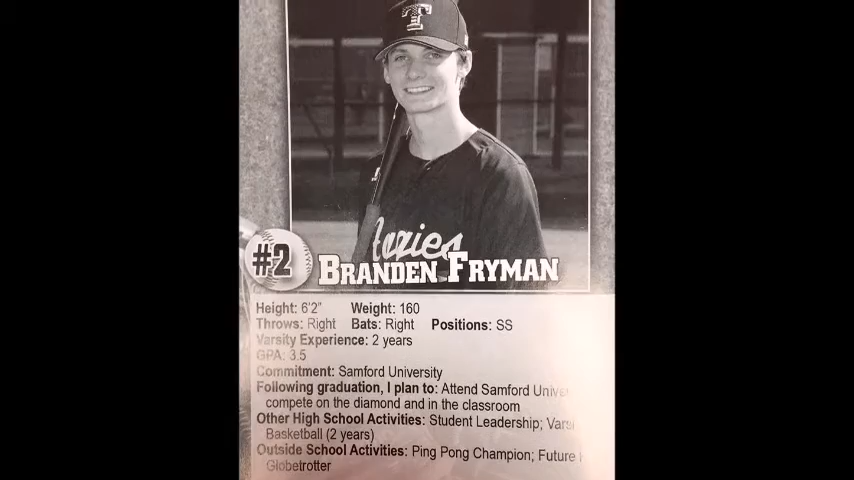 T
Aggies
#2
BRANDEN FRYMAN
Height: 6'2" Weight: 160
Throws: Right Bats: Right Positions: SS
Varsity Experience: 2 years
GPA: 3.5
Commitment: Samford University
Following graduation, I plan to: Attend Samford Unive
compete on the diamond and in the classroom
Other High School Activities: Student Leadership; Varsi
Basketball (2 years)
Outside School Activities: Ping Pong Champion; Future
Globetrotter